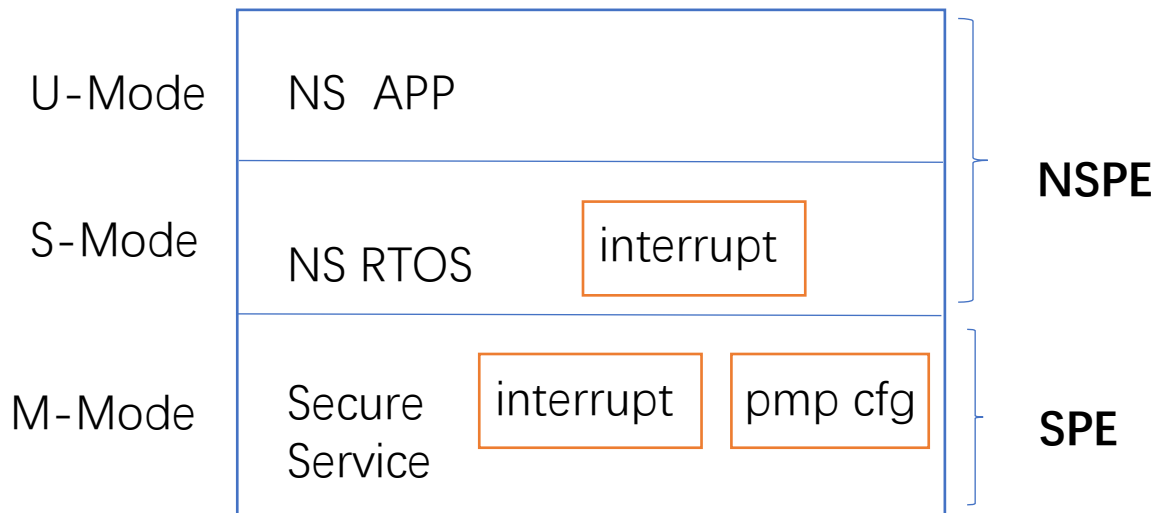 U-Mode
NS APP
NSPE
S-Mode
NS RTOS
interrupt
M-Mode
Secure
Service
interrupt
pmp cfg
SPE